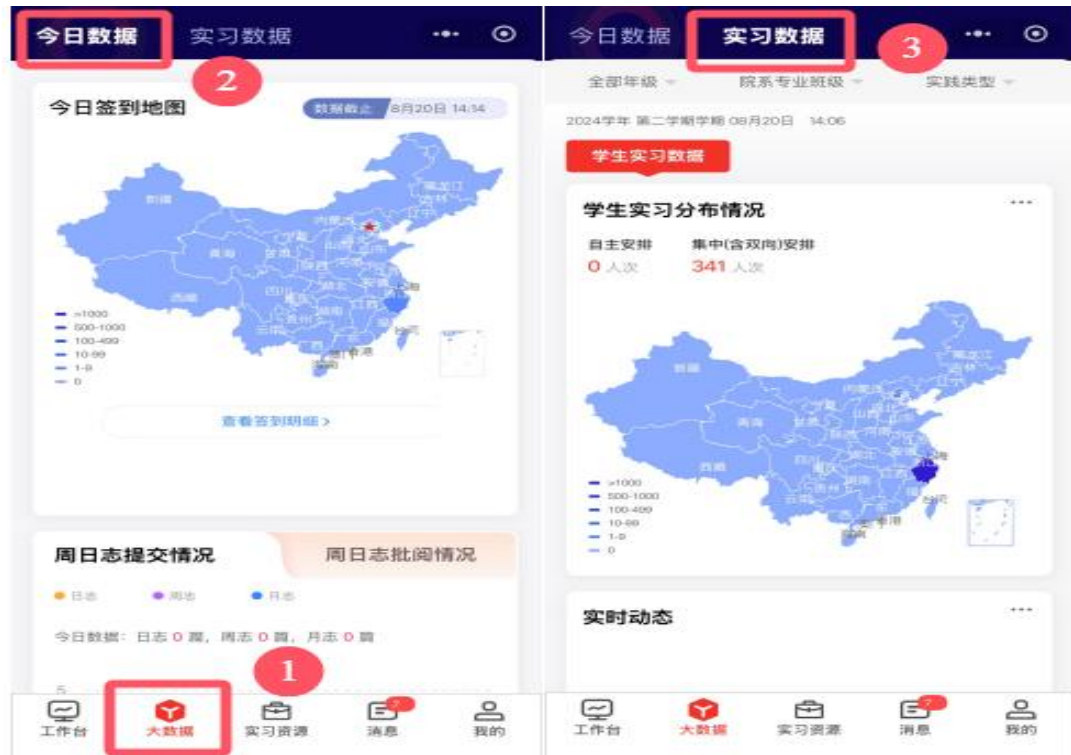 今日数据 实习数据
2
今日签到地图
数据截止 8月20日 14:14
新疆
黑龙江
吉林
辽宁
内蒙古
青海
西藏
四川
云南
上海
台湾
香港
>1000
500-1000
100-499
10-99
1-9
0
查看签到明细>
周日志提交情况 周日志批阅情况
日志 周志 月志
今日数据: 日志 0 篇, 周志 0 篇, 月志 0 篇
5
1
工作台 大数据 实习资源 消息 我的
7
今日数据 实习数据
3
全部年级 院系专业班级 实践类型
2024学年 第二学期学期 08月20日 14:06
学生实习数据
学生实习分布情况
自主安排 集中(含双向)安排
0 人次 341 人次
新疆
黑龙江
吉林
辽宁
内蒙古
青海
西藏
四川
云南
上海
台湾
香港
>1000
500-1000
100-499
10-99
1-9
0
实时动态
工作台 大数据 实习资源 消息 我的
7